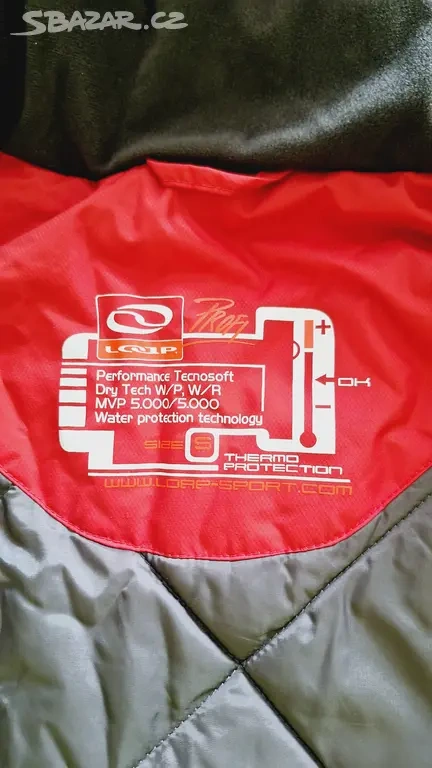 SBAZAR.CZ
PROFI
LOAP
+
Performance Tecnosoft
Dry Tech W/P, W/R
MVP 5.000/5.000
Water protection technology
OK
−
SIZE S
THERMO
PROTECTION
WWW.LOAP-SPORT.COM